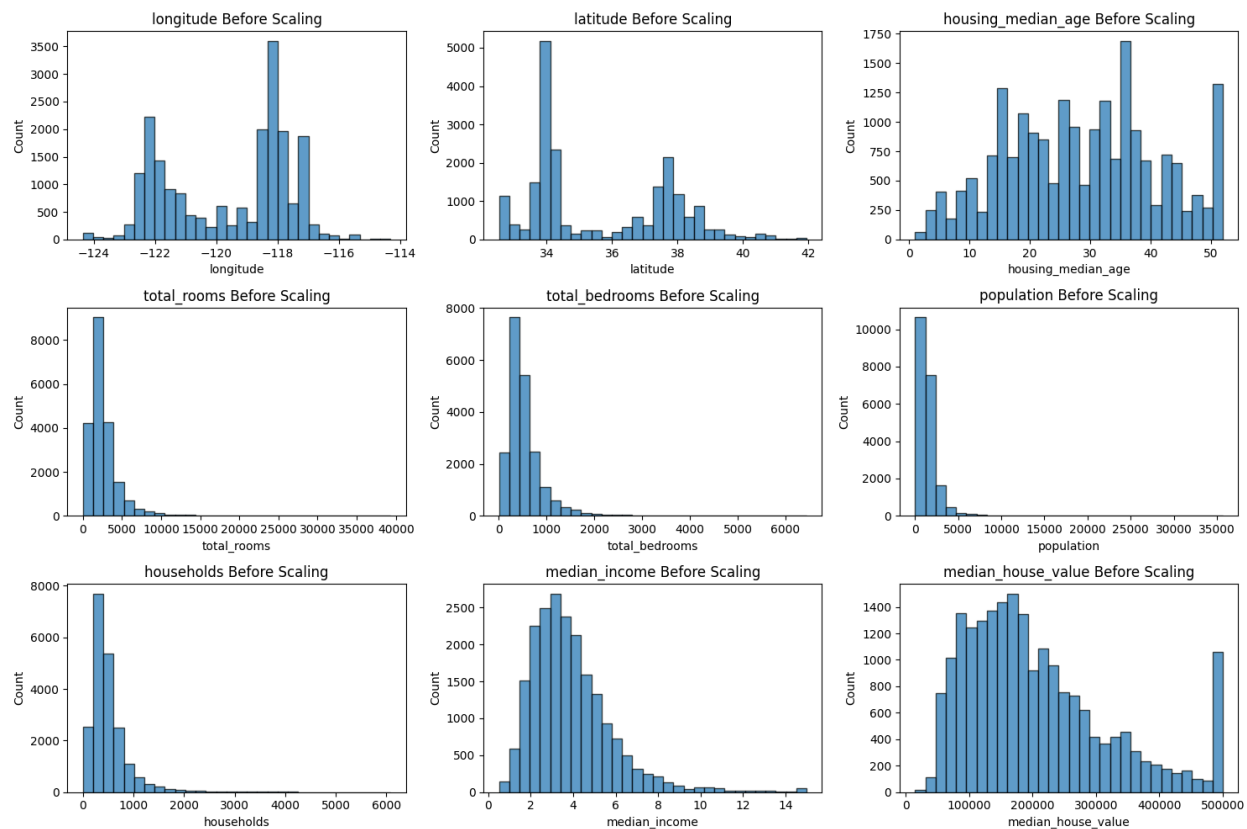 longitude Before Scaling
Count
3500
3000
2500
2000
1500
1000
500
0
−124 −122 −120 −118 −116 −114
longitude
latitude Before Scaling
Count
5000
4000
3000
2000
1000
0
34 36 38 40 42
latitude
housing_median_age Before Scaling
Count
1750
1500
1250
1000
750
500
250
0
0 10 20 30 40 50
housing_median_age
total_rooms Before Scaling
Count
8000
6000
4000
2000
0
0 5000 10000 15000 20000 25000 30000 35000 40000
total_rooms
total_bedrooms Before Scaling
Count
8000
6000
4000
2000
0
0 1000 2000 3000 4000 5000 6000
total_bedrooms
population Before Scaling
Count
10000
8000
6000
4000
2000
0
0 5000 10000 15000 20000 25000 30000 35000
population
households Before Scaling
Count
8000
6000
4000
2000
0
0 1000 2000 3000 4000 5000 6000
households
median_income Before Scaling
Count
2500
2000
1500
1000
500
0
0 2 4 6 8 10 12 14
median_income
median_house_value Before Scaling
Count
1400
1200
1000
800
600
400
200
0
0 100000 200000 300000 400000 500000
median_house_value